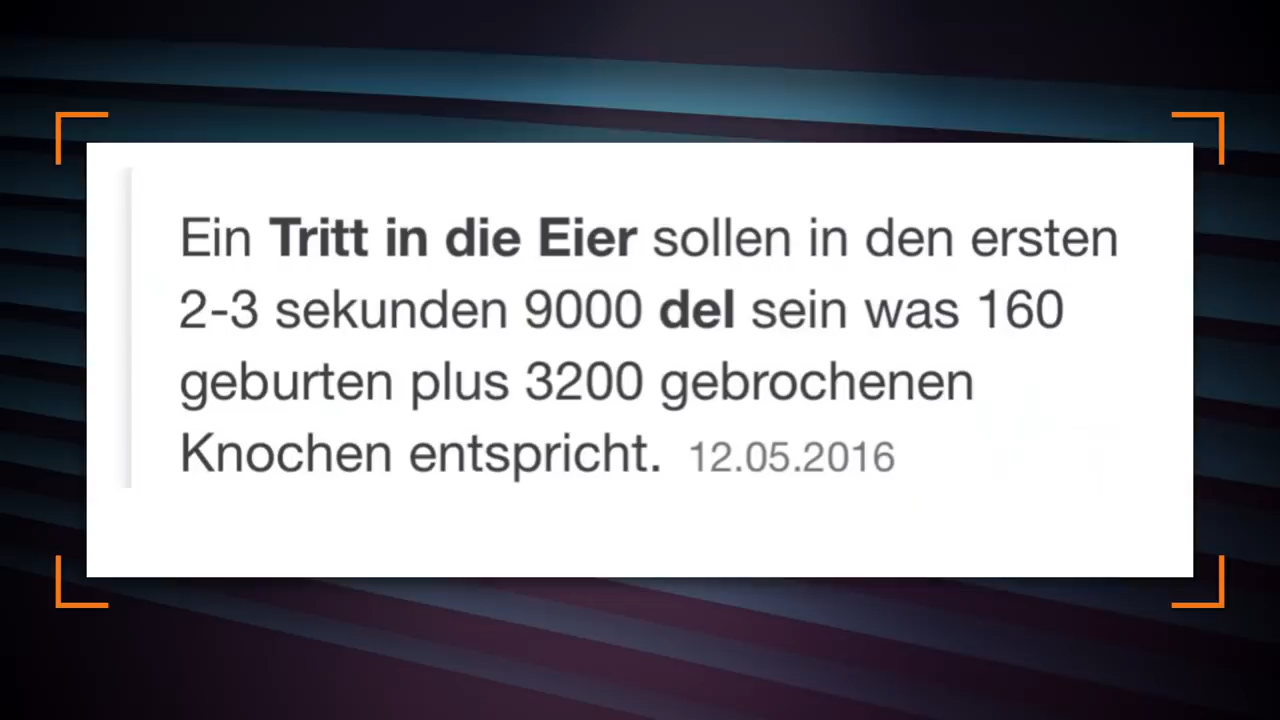 Ein Tritt in die Eier sollen in den ersten
2-3 sekunden 9000 del sein was 160
geburten plus 3200 gebrochenen
Knochen entspricht. 12.05.2016